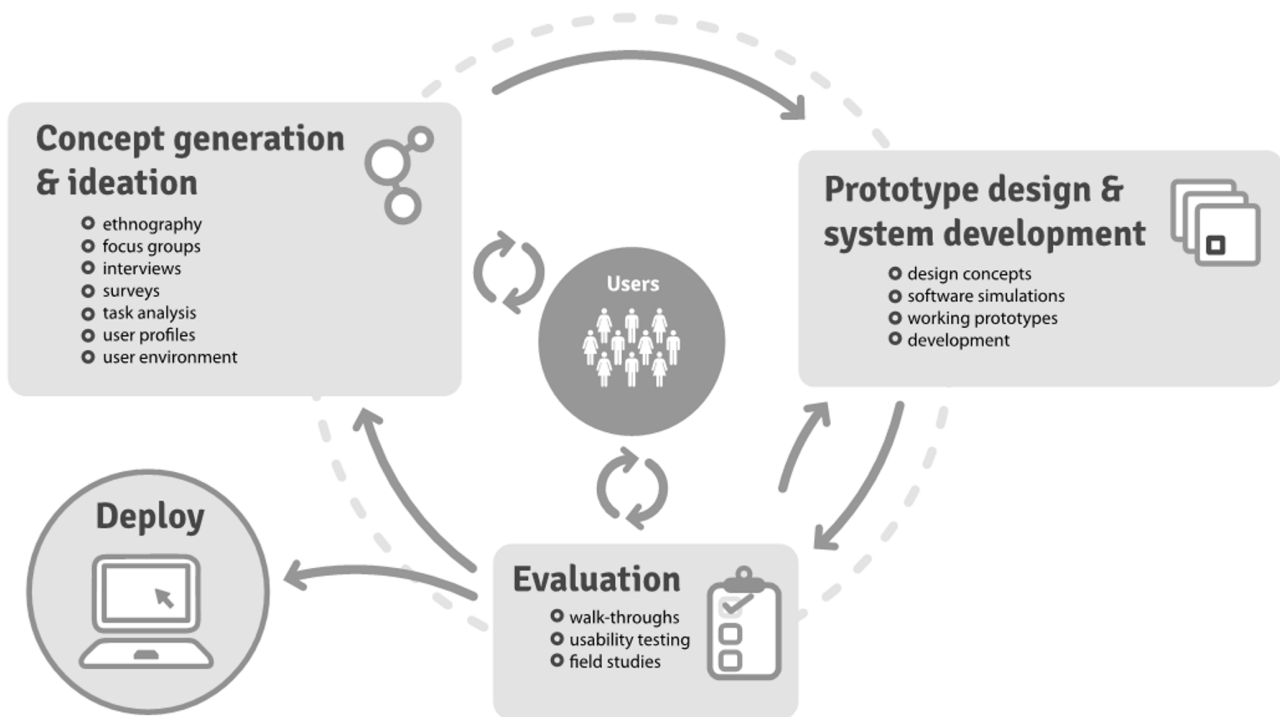 Concept generation
& ideation
ethnography
focus groups
interviews
surveys
task analysis
user profiles
user environment
Prototype design &
system development
design concepts
software simulations
working prototypes
development
Users
Deploy
Evaluation
walk-throughs
usability testing
field studies